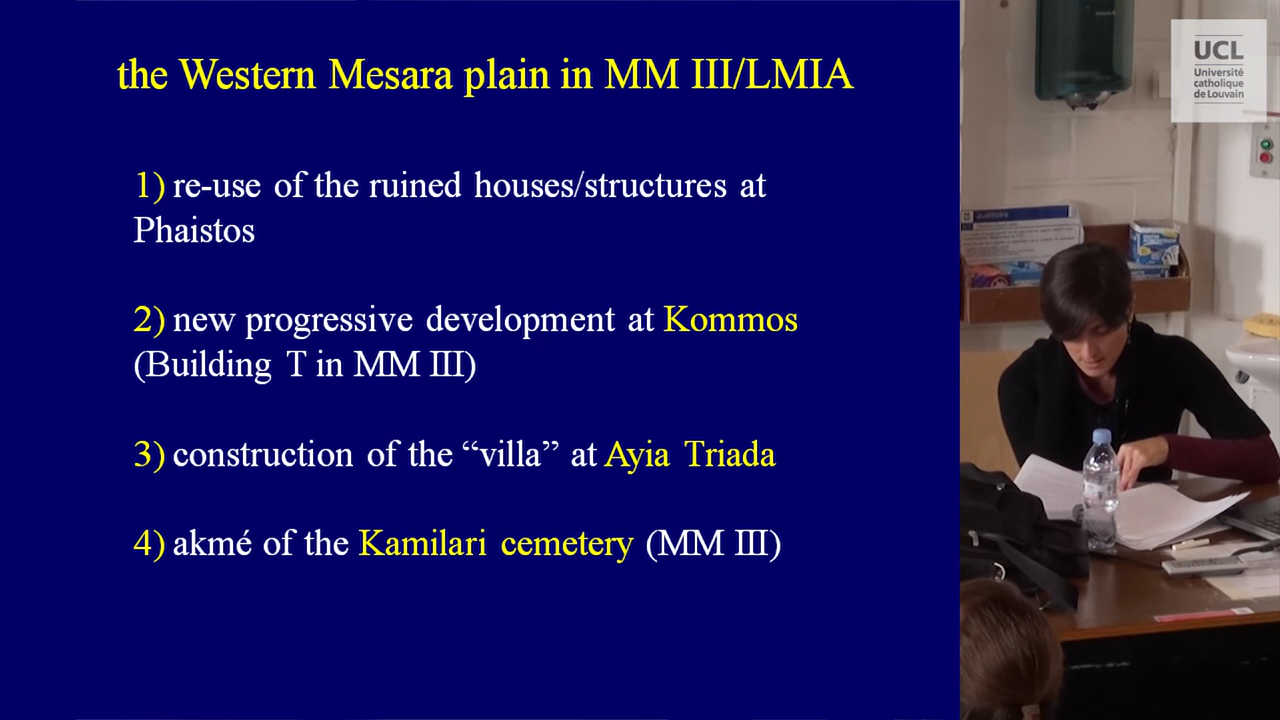 the Western Mesara plain in MM III/LMIA
1) re-use of the ruined houses/structures at
Phaistos
2) new progressive development at Kommos
(Building T in MM III)
3) construction of the “villa” at Ayia Triada
4) akmé of the Kamilari cemetery (MM III)
UCL
Université
catholique
de Louvain